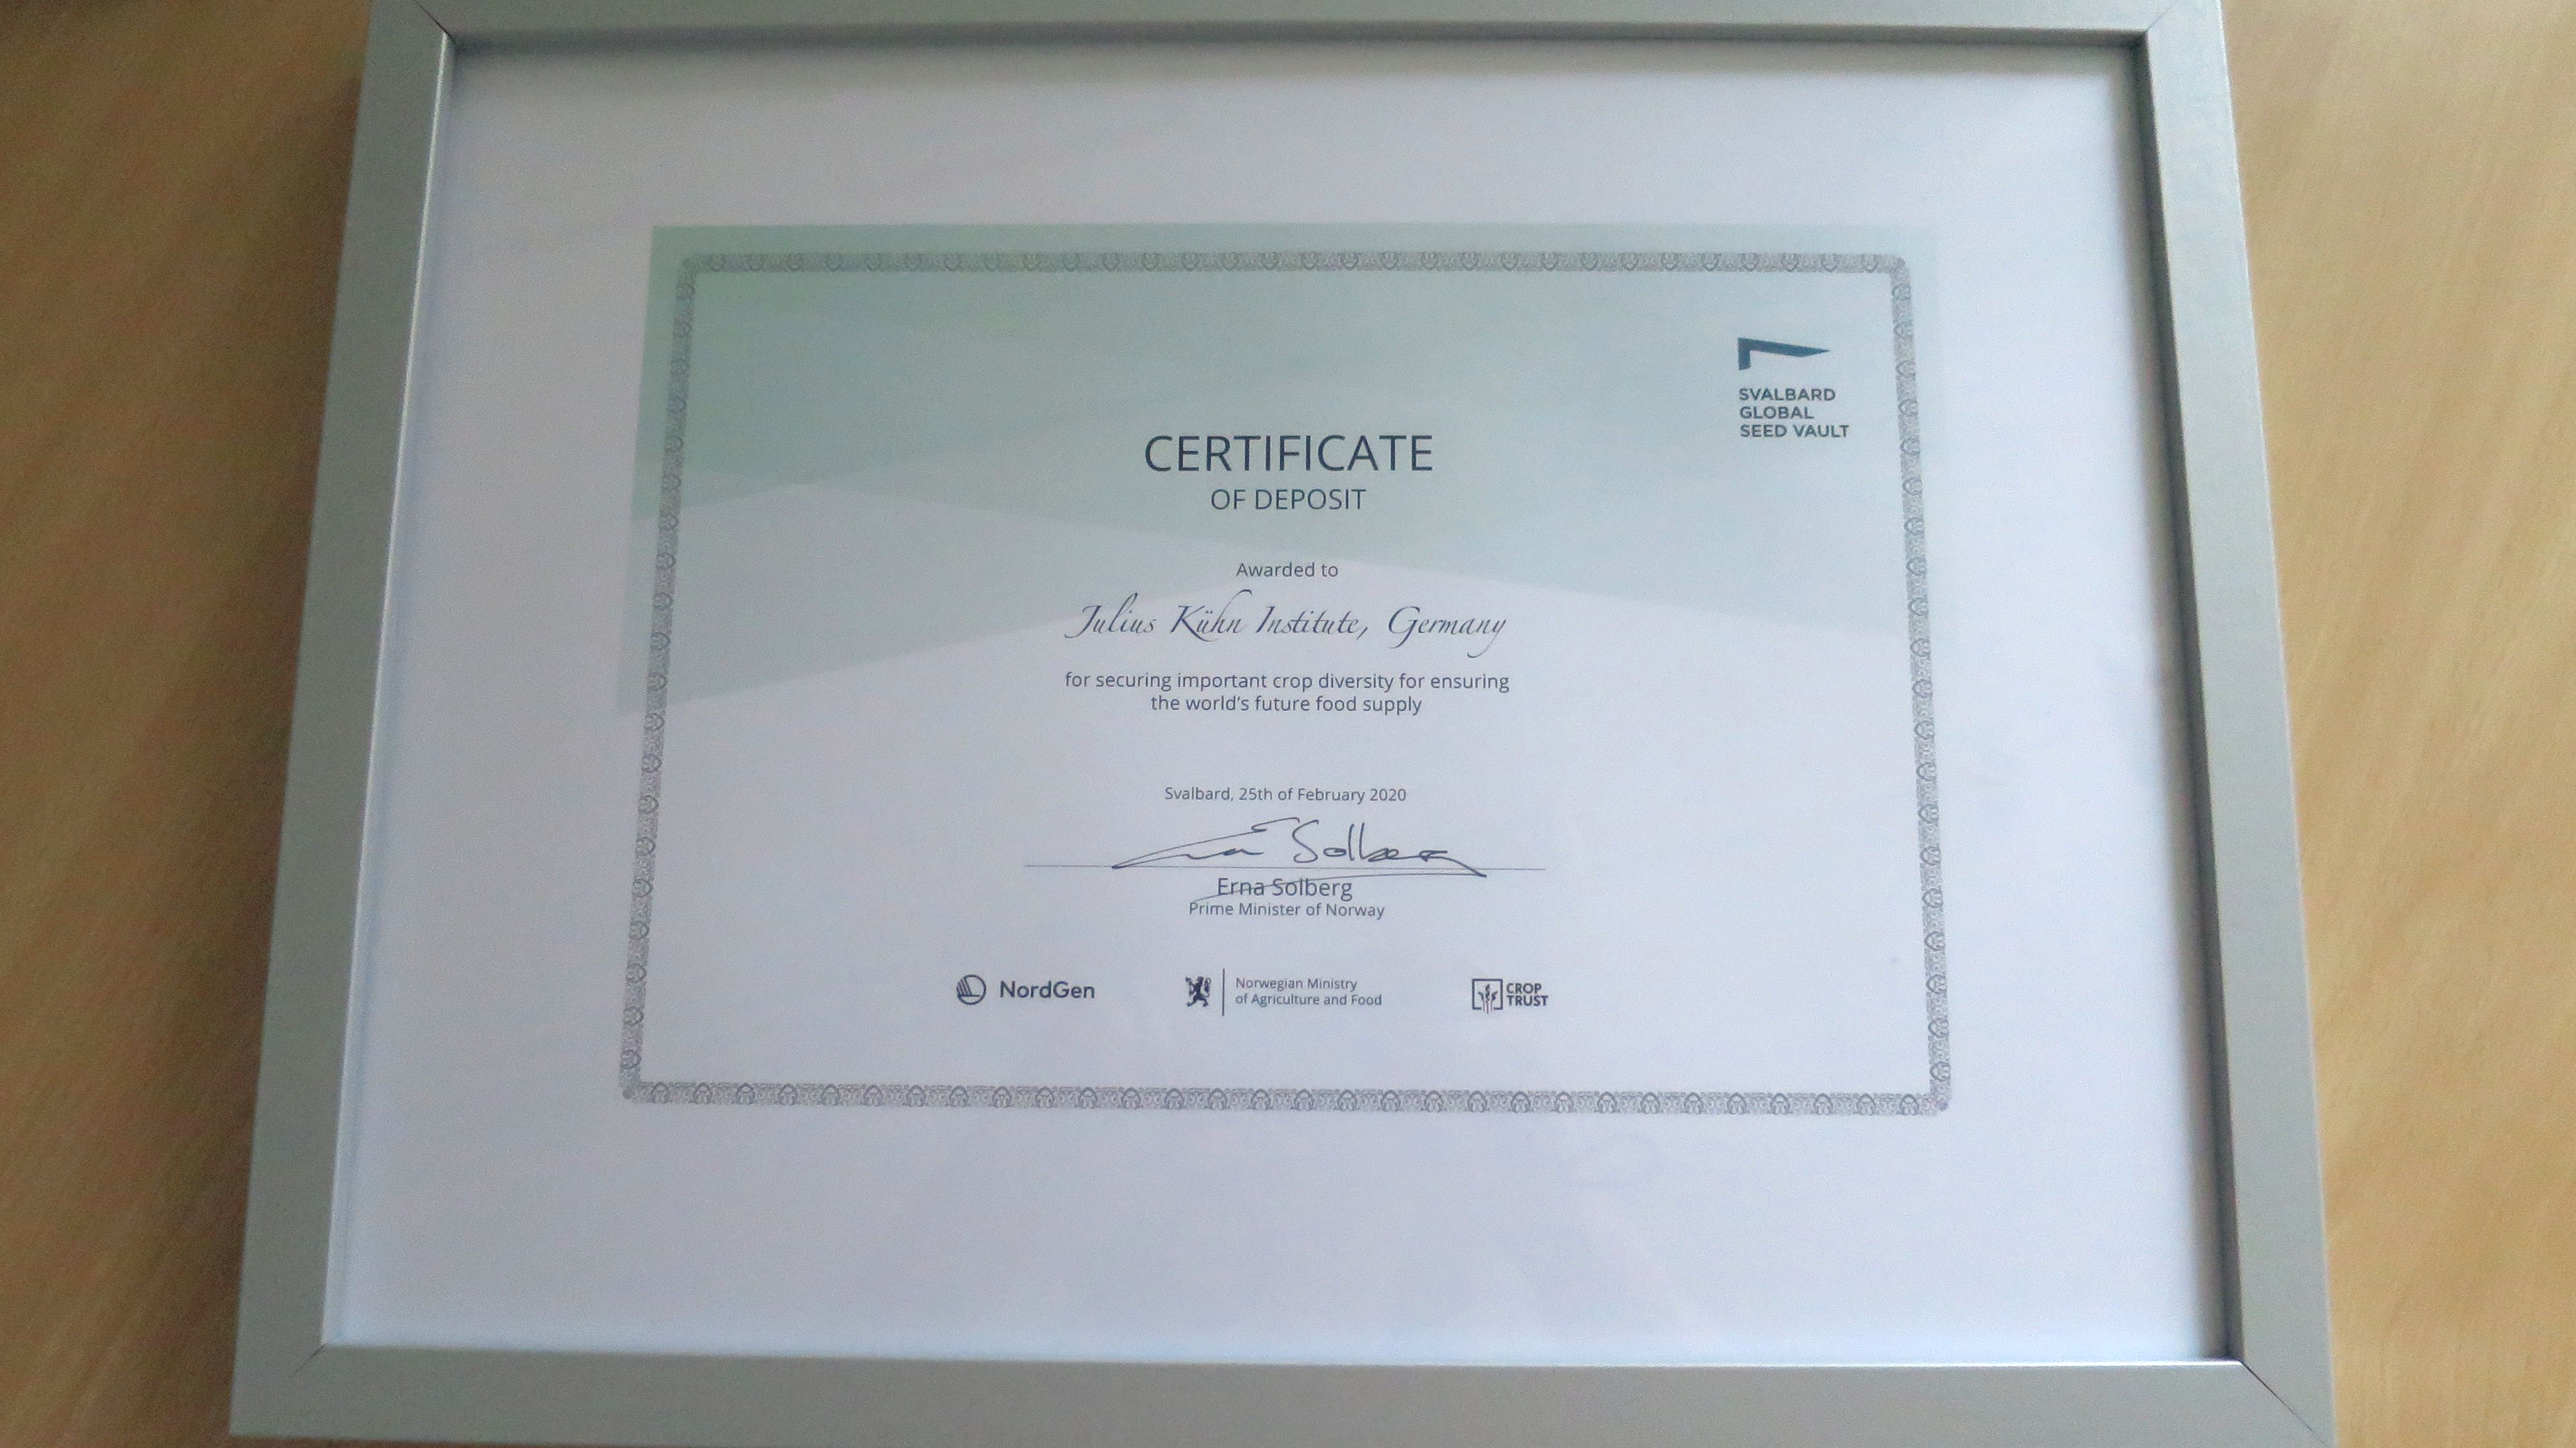 SVALBARD
GLOBAL
SEED VAULT
CERTIFICATE
OF DEPOSIT
Awarded to
Julius Kühn Institute, Germany
for securing important crop diversity for ensuring
the world's future food supply
Svalbard, 25th of February 2020
Erna Solberg
Erna Solberg
Prime Minister of Norway
NordGen
Norwegian Ministry
of Agriculture and Food
CROP
TRUST